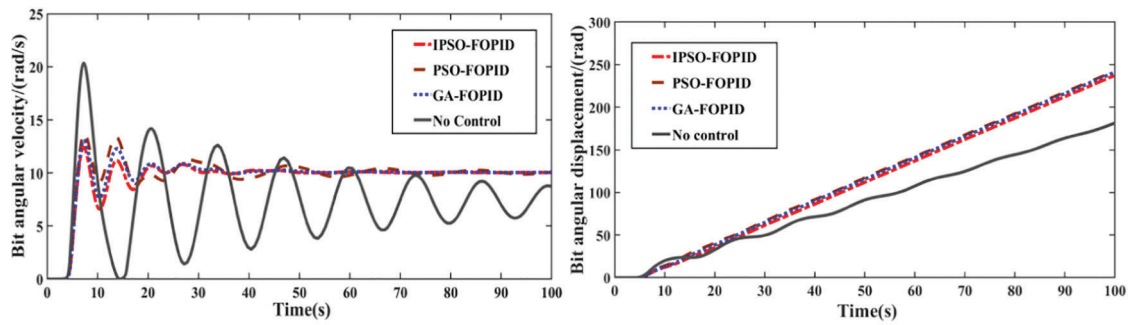 25
20
15
10
5
0
0 10 20 30 40 50 60 70 80 90 100
Time(s)
Bit angular velocity/(rad/s)
IPSO-FOPID
PSO-FOPID
GA-FOPID
No Control
300
250
200
150
100
50
0
0 10 20 30 40 50 60 70 80 90 100
Time(s)
Bit angular displacement/(rad)
IPSO-FOPID
PSO-FOPID
GA-FOPID
No control